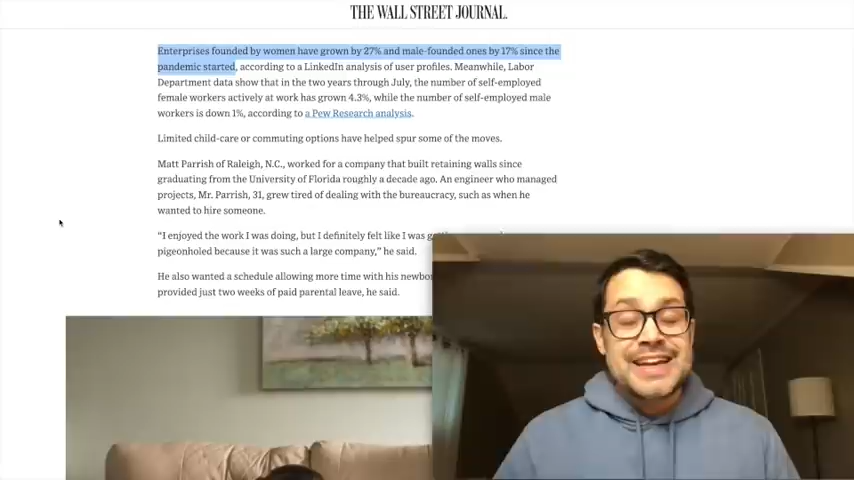 THE WALL STREET JOURNAL.
Enterprises founded by women have grown by 27% and male-founded ones by 17% since the
pandemic started, according to a LinkedIn analysis of user profiles. Meanwhile, Labor
Department data show that in the two years through July, the number of self-employed
female workers actively at work has grown 4.3%, while the number of self-employed male
workers is down 1%, according to a Pew Research analysis.
Limited child-care or commuting options have helped spur some of the moves.
Matt Parrish of Raleigh, N.C., worked for a company that built retaining walls since
graduating from the University of Florida roughly a decade ago. An engineer who managed
projects, Mr. Parrish, 31, grew tired of dealing with the bureaucracy, such as when he
wanted to hire someone.
“I enjoyed the work I was doing, but I definitely felt like I was
pigeonholed because it was such a large company,” he said.
He also wanted a schedule allowing more time with his
provided just two weeks of paid parental leave, he said.